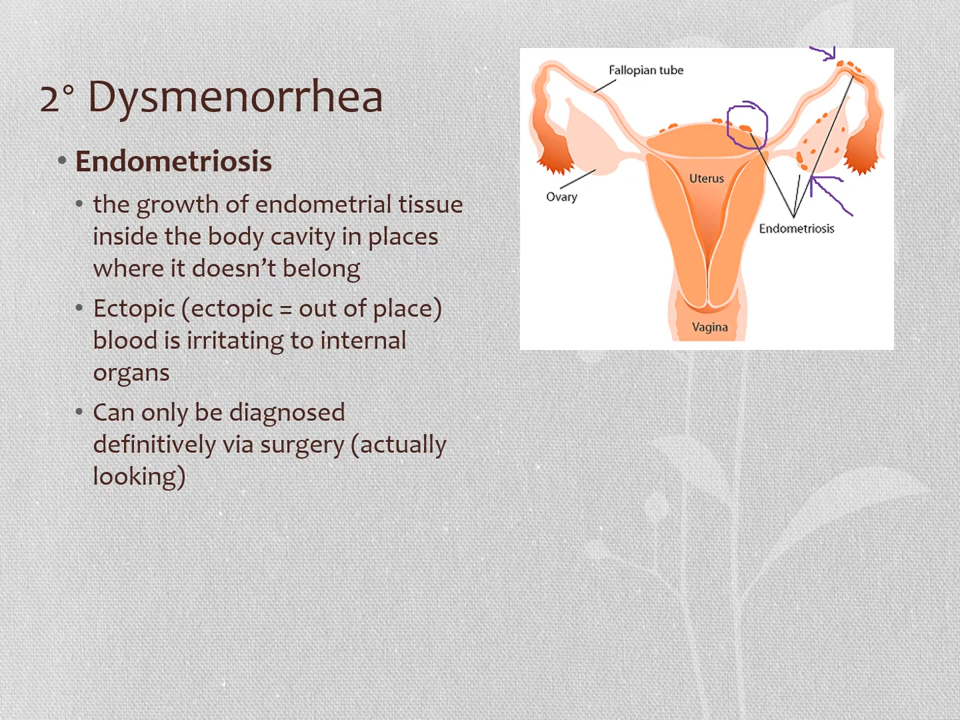 2° Dysmenorrhea
• Endometriosis
• the growth of endometrial tissue
inside the body cavity in places
where it doesn’t belong
• Ectopic (ectopic = out of place)
blood is irritating to internal
organs
• Can only be diagnosed
definitively via surgery (actually
looking)
Fallopian tube
Uterus
Ovary
Endometriosis
Vagina